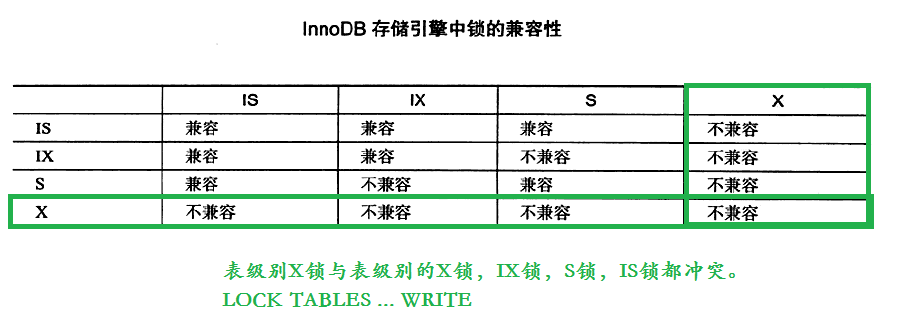 InnoDB 存储引擎中锁的兼容性
IS IX S X
IS 兼容 兼容 兼容 不兼容
IX 兼容 兼容 不兼容 不兼容
S 兼容 不兼容 兼容 不兼容
X 不兼容 不兼容 不兼容 不兼容
表级别X锁与表级别的X锁，IX锁，S锁，IS锁都冲突。
LOCK TABLES ... WRITE